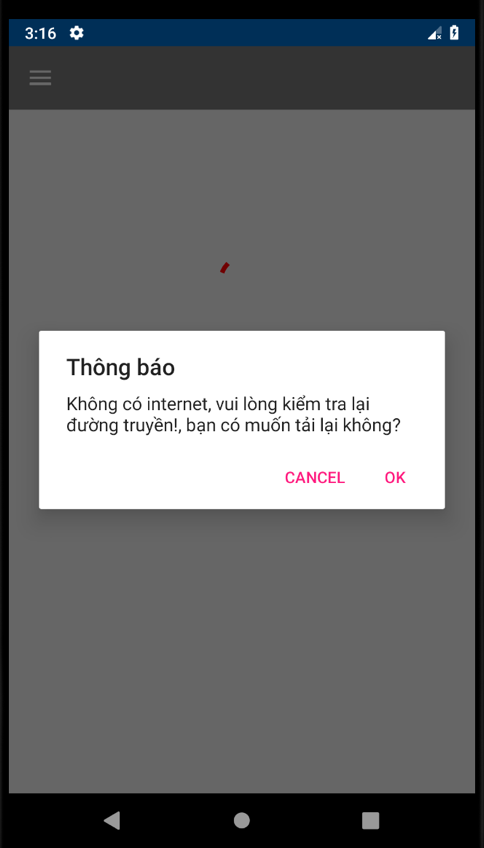 3:16
Thông báo
Không có internet, vui lòng kiểm tra lại
đường truyền!, bạn có muốn tải lại không?
CANCEL OK